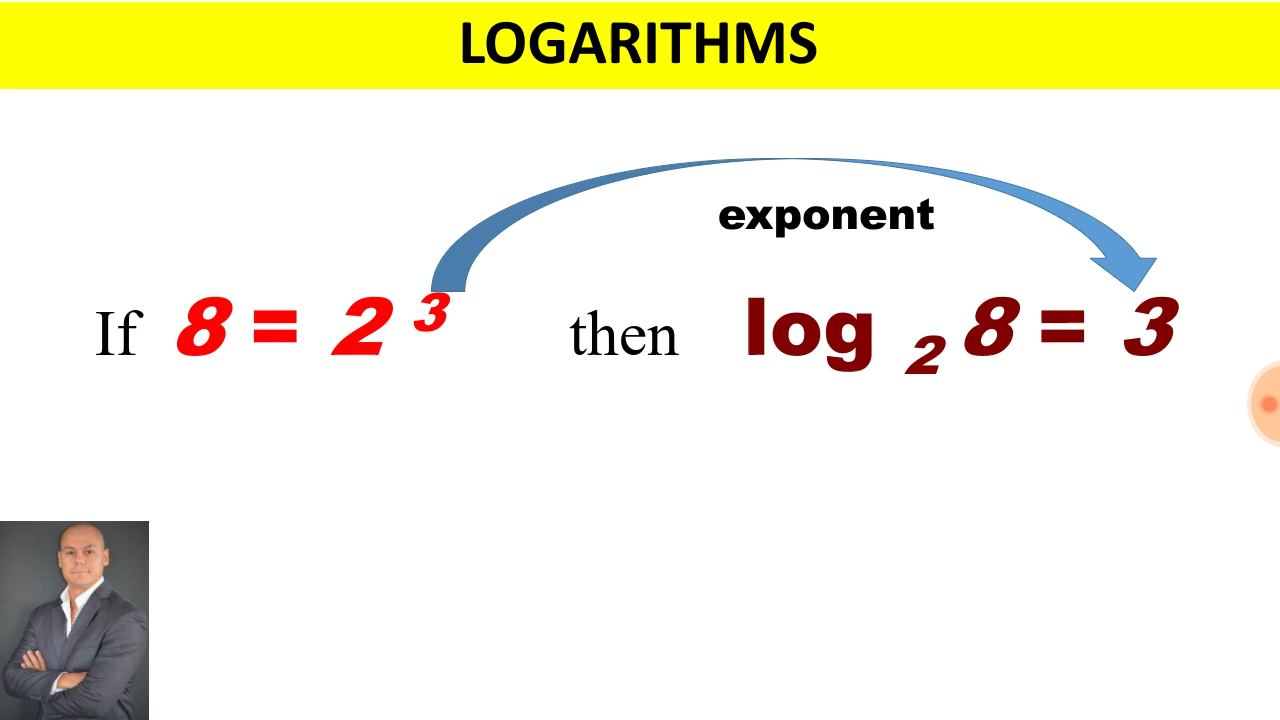 LOGARITHMS
exponent
If 8 = 2 ³ then log ₂ 8 = 3